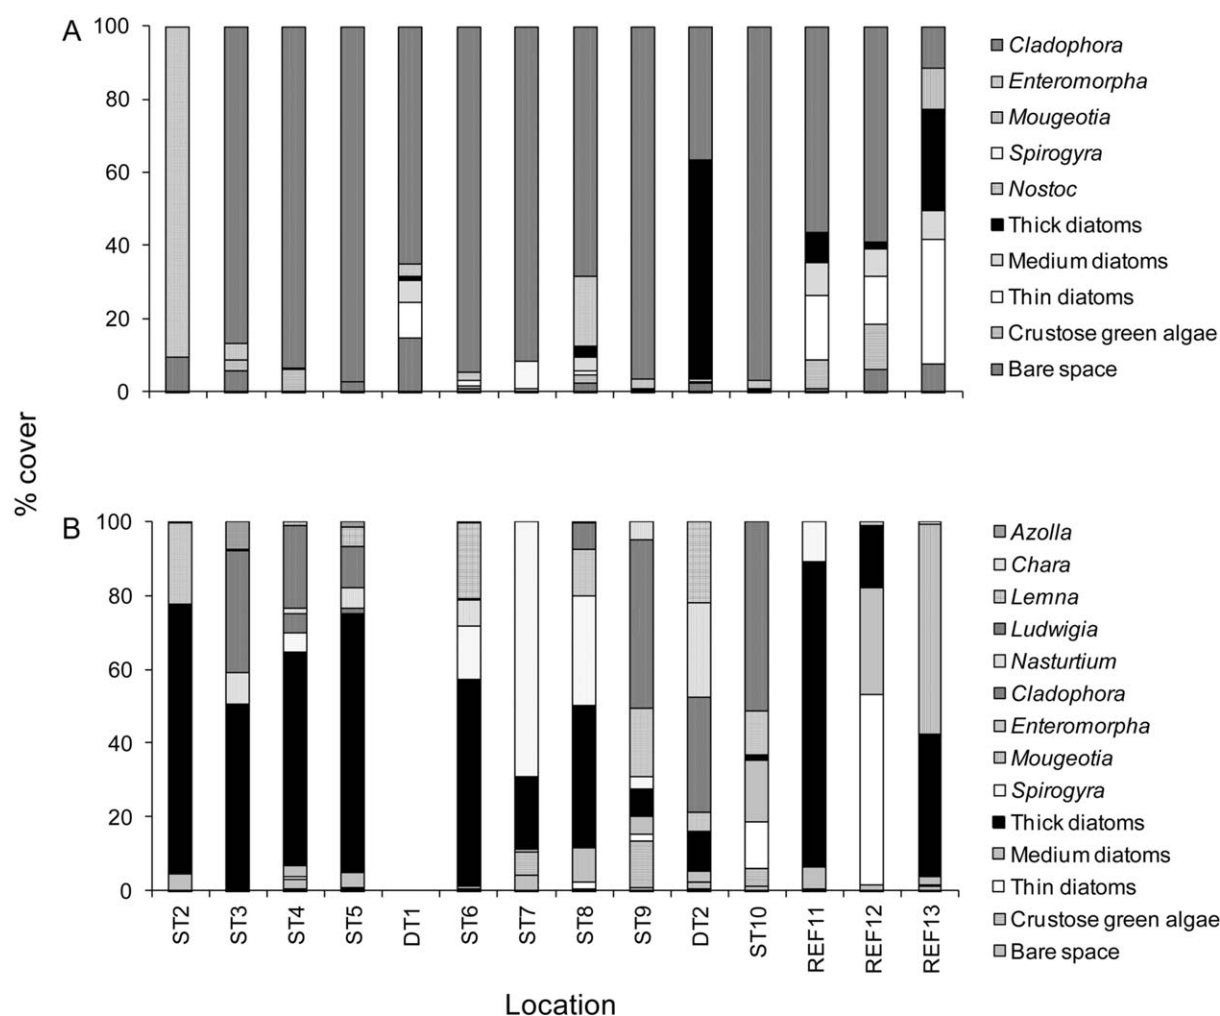 A
100
80
60
40
20
0
Cladophora
Enteromorpha
Mougeotia
Spirogyra
Nostoc
Thick diatoms
Medium diatoms
Thin diatoms
Crustose green algae
Bare space
% cover
B
100
80
60
40
20
0
Azolla
Chara
Lemna
Ludwigia
Nasturtium
Cladophora
Enteromorpha
Mougeotia
Spirogyra
Thick diatoms
Medium diatoms
Thin diatoms
Crustose green algae
Bare space
ST2
ST3
ST4
ST5
DT1
ST6
ST7
ST8
ST9
DT2
ST10
REF11
REF12
REF13
Location